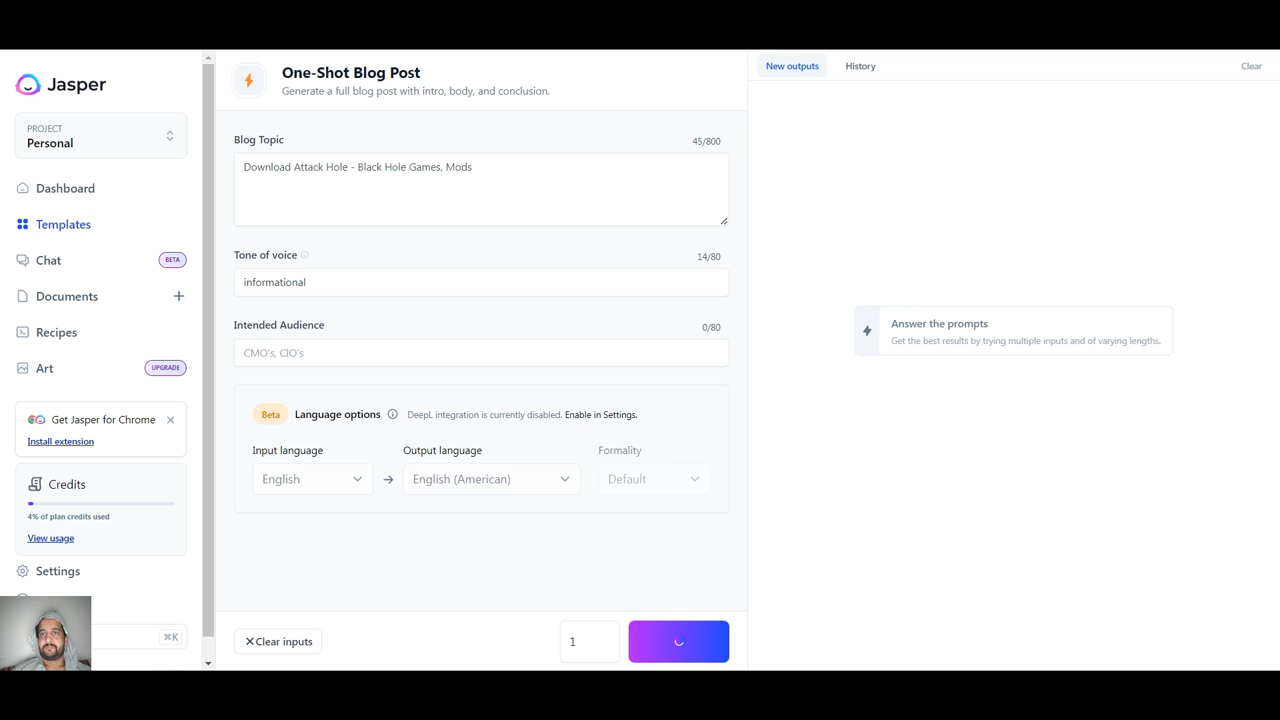 Jasper
PROJECT
Personal
Dashboard
Templates
Chat
BETA
Documents
Recipes
Art
UPGRADE
Get Jasper for Chrome
Install extension
Credits
4% of plan credits used
View usage
Settings
⌘K
One-Shot Blog Post
Generate a full blog post with intro, body, and conclusion.
Blog Topic
45/800
Download Attack Hole - Black Hole Games, Mods
Tone of voice
14/80
informational
Intended Audience
0/80
CMO's, CIO's
Beta Language options DeepL integration is currently disabled. Enable in Settings.
Input language Output language Formality
English → English (American) Default
Clear inputs
1
New outputs History Clear
Answer the prompts
Get the best results by trying multiple inputs and of varying lengths.